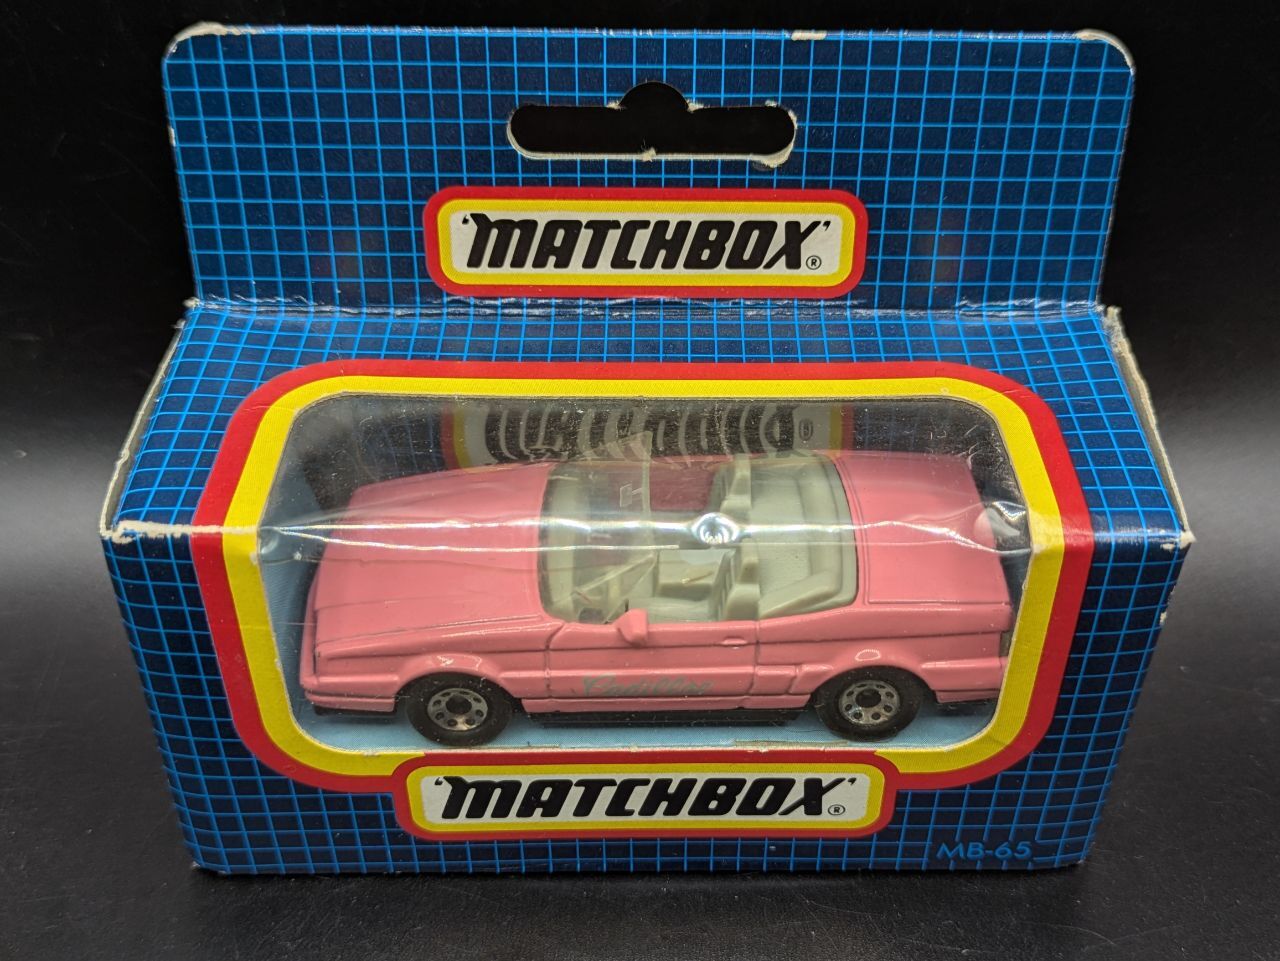 'MATCHBOX' ®
Cadillac
'MATCHBOX' ®
MB-65